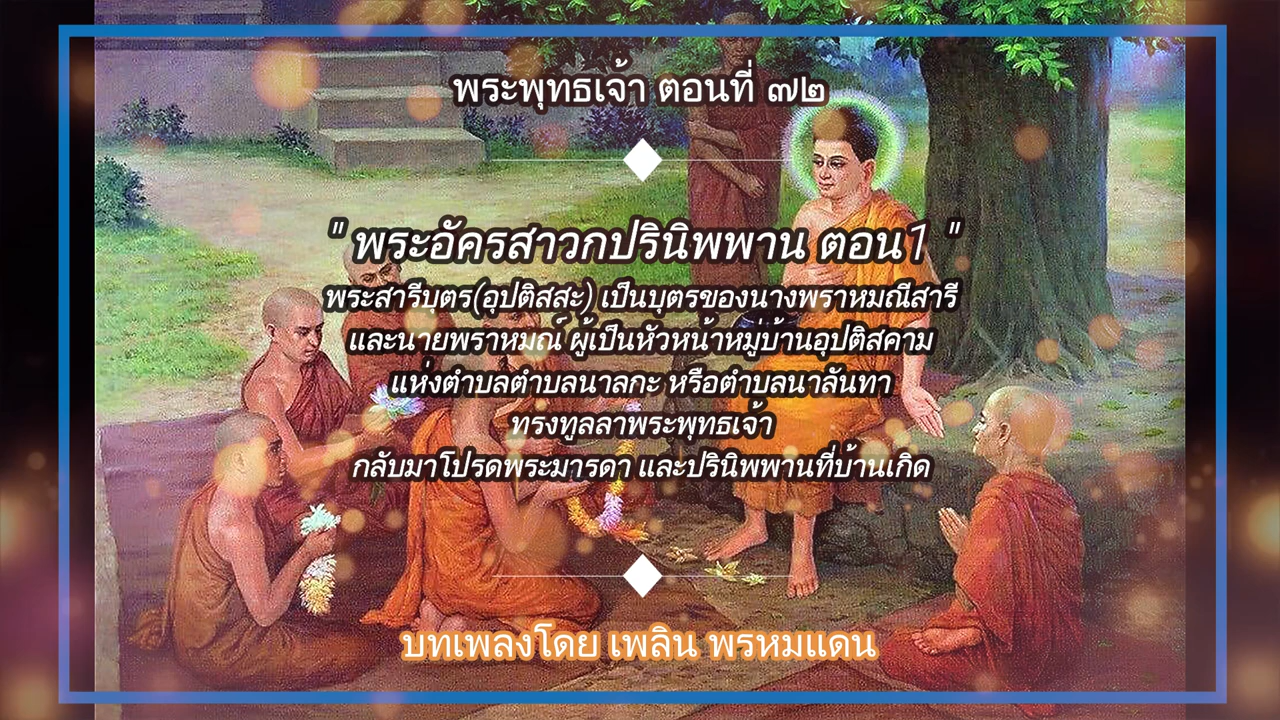 พระพุทธเจ้า ตอนที่ ๗๒
" พระอัครสาวกปรินิพพาน ตอน1 "
พระสารีบุตร(อุปติสสะ) เป็นบุตรของนางพราหมณีสารี
และนายพราหมณ์ ผู้เป็นหัวหน้าหมู่บ้านอุปติสคาม
แห่งตำบลตำบลนาลกะ หรือตำบลนาลันทา
ทรงทูลลาพระพุทธเจ้า
กลับมาโปรดพระมารดา และปรินิพพานที่บ้านเกิด
บทเพลงโดย เพลิน พรหมแดน